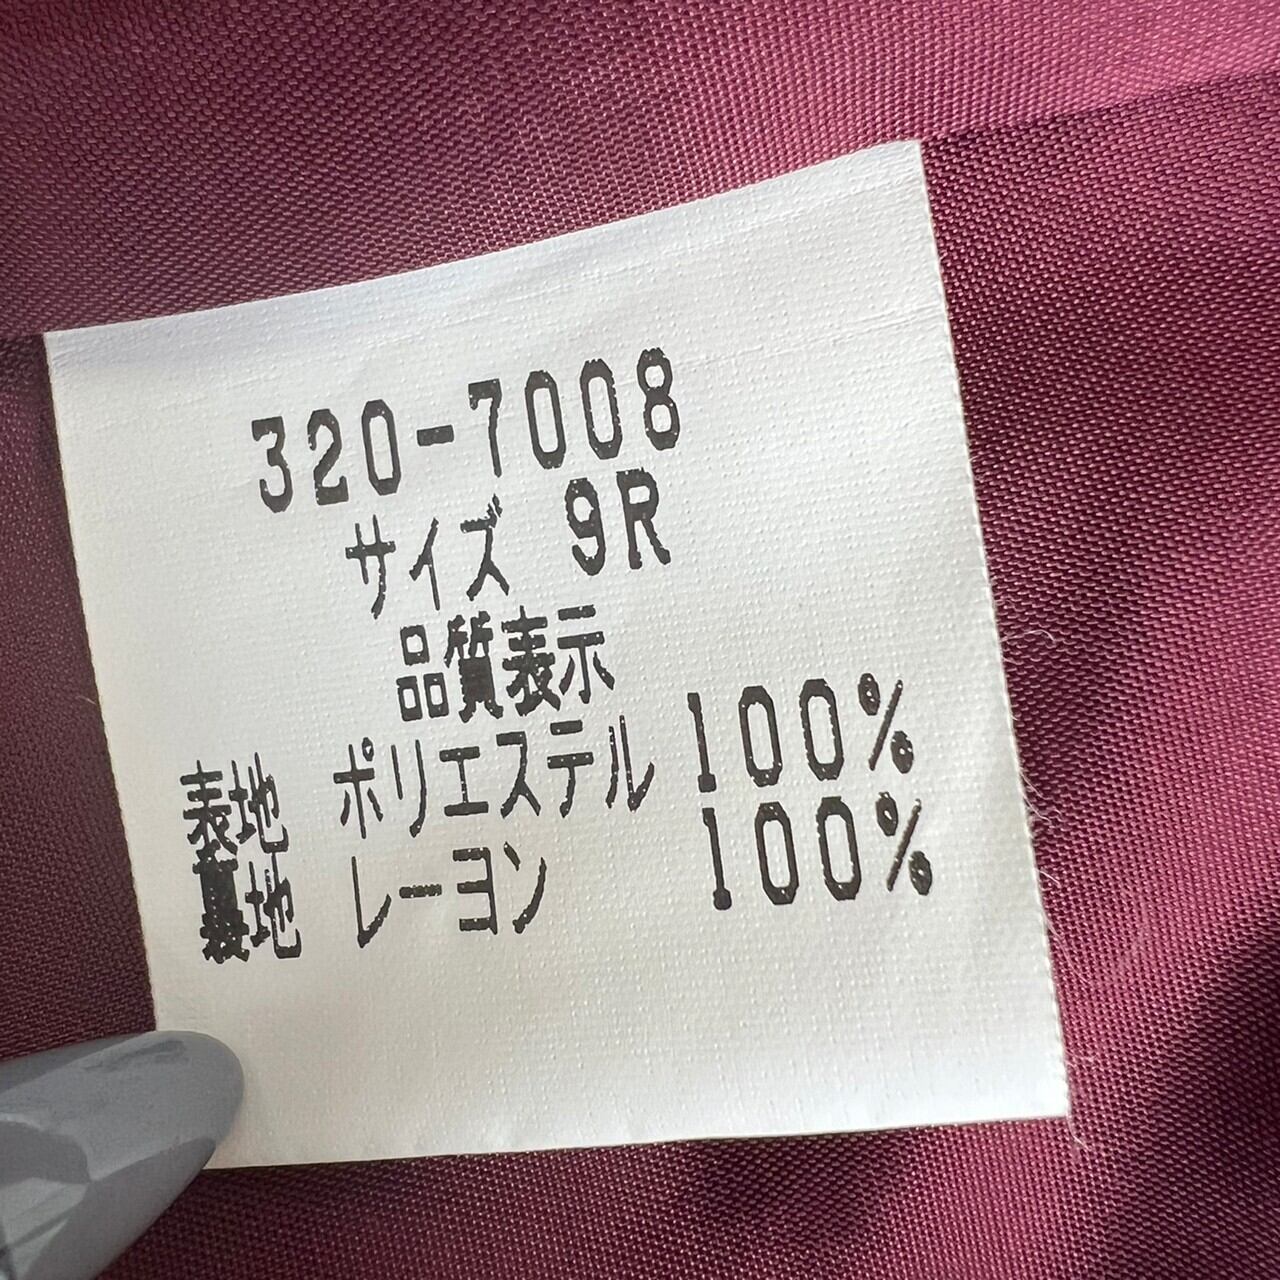 320-7008
サイズ 9R
品質表示
表地 ポリエステル 100%
裏地 レーヨン 100%